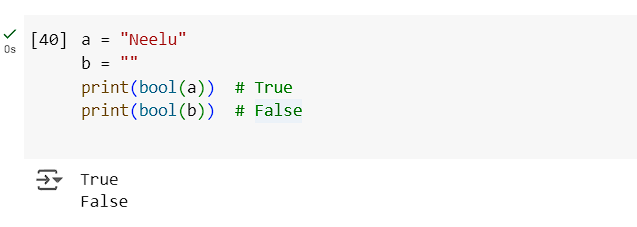 [40] a = "Neelu"
b = ""
print(bool(a))  # True
print(bool(b))  # False
0s
True
False